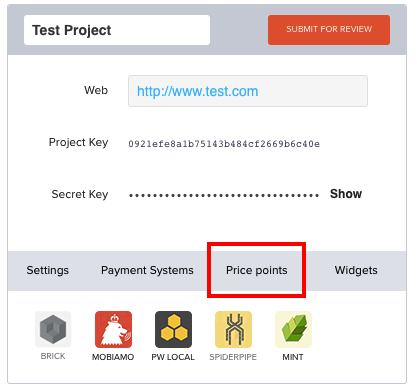 Test Project
SUBMIT FOR REVIEW
Web
http://www.test.com
Project Key
0921efe8a1b75143b484cf2669b6c40e
Secret Key
•••••••••••••••••••••••••••••••• Show
Settings
Payment Systems
Price points
Widgets
BRICK
MOBIAMO
PW LOCAL
SPIDERPIPE
MINT